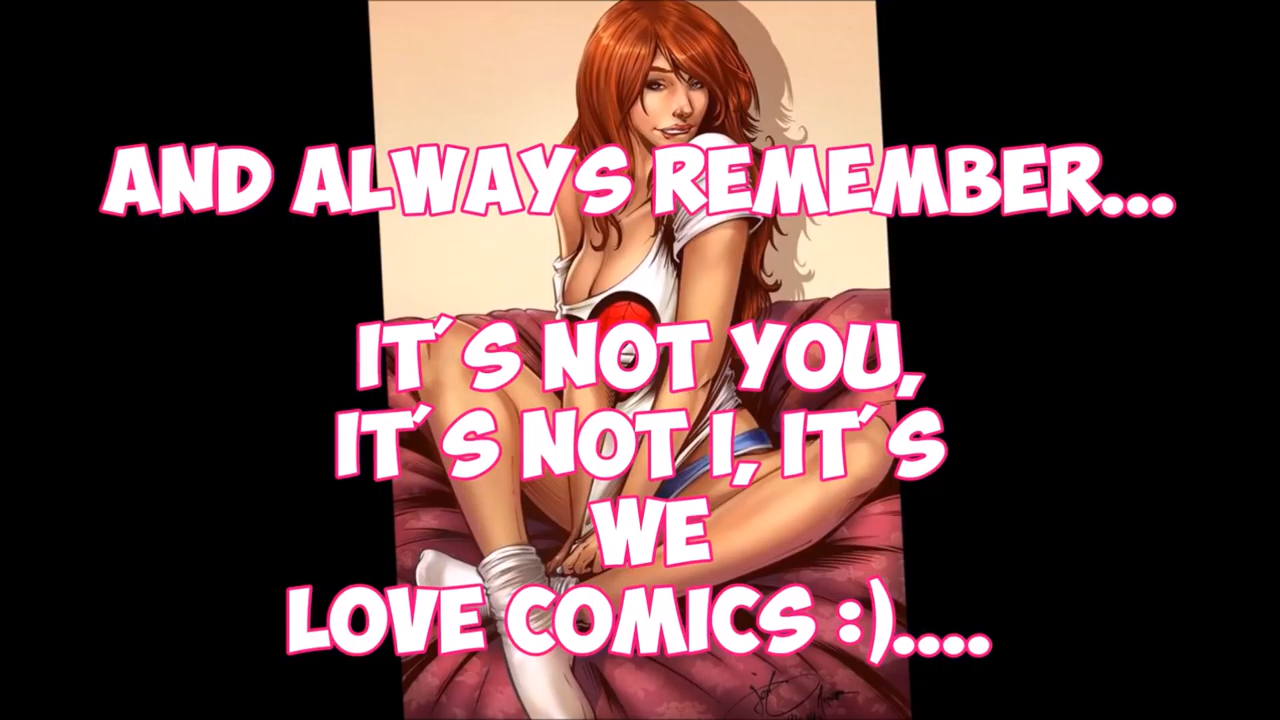 AND ALWAYS REMEMBER...
IT´S NOT YOU,
IT´S NOT I, IT´S
WE
LOVE COMICS :)....